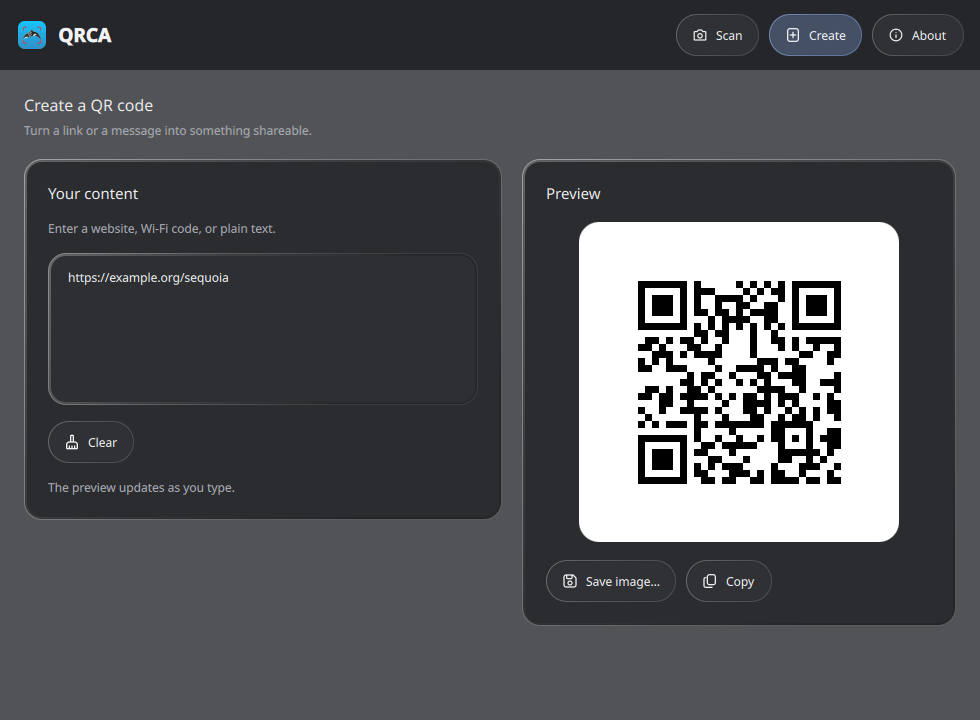 QRCA
Scan
Create
About
Create a QR code
Turn a link or a message into something shareable.
Your content
Enter a website, Wi-Fi code, or plain text.
https://example.org/sequoia
Clear
The preview updates as you type.
Preview
Save image...
Copy